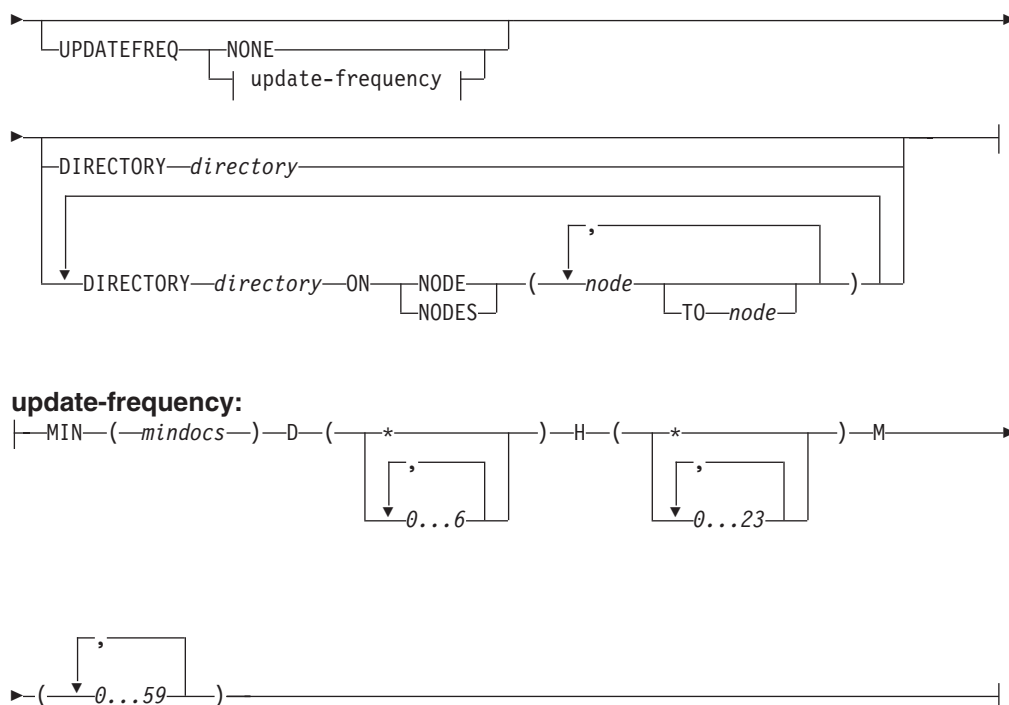 UPDATEFREQ NONE
update-frequency
DIRECTORY directory
,
DIRECTORY directory ON NODE ( node )
NODES TO node
update-frequency:
MIN ( mindocs ) D ( * ) H ( * ) M
, ,
0...6 0...23
,
( 0...59 )